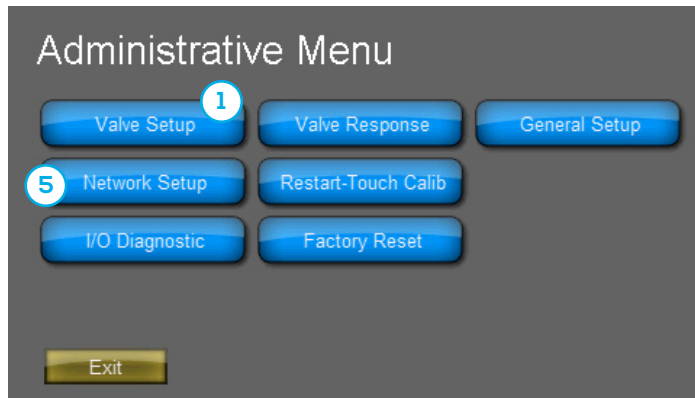 Administrative Menu
1
Valve Setup Valve Response General Setup
5 Network Setup Restart-Touch Calib
I/O Diagnostic Factory Reset
Exit